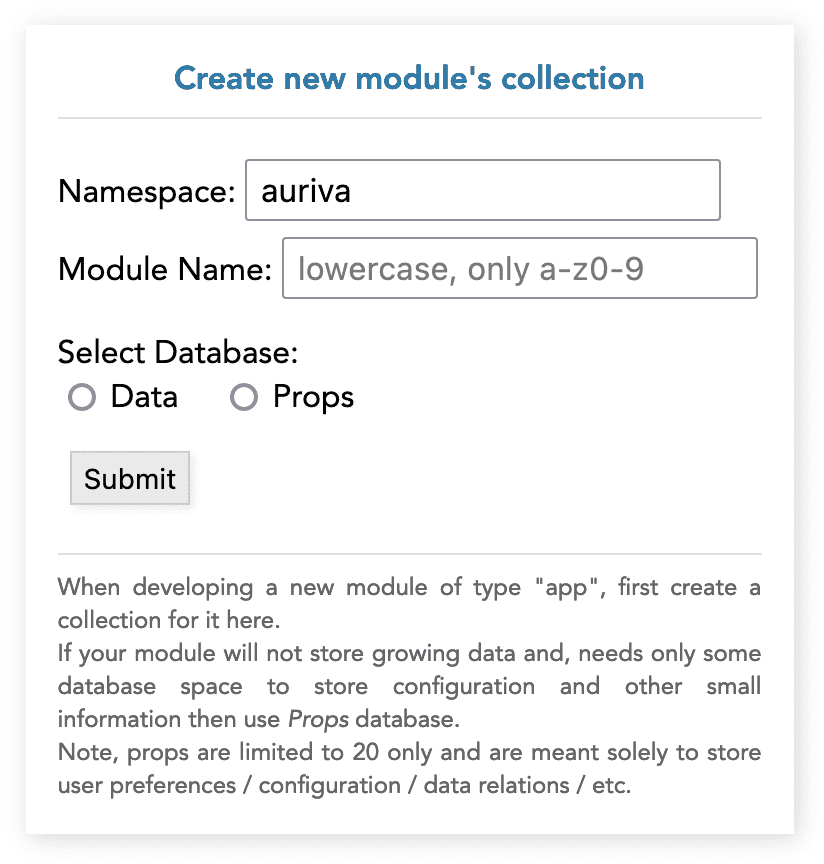 Create new module's collection
Namespace: auriva
Module Name: lowercase, only a-z0-9
Select Database:
Data Props
Submit
When developing a new module of type "app", first create a
collection for it here.
If your module will not store growing data and, needs only some
database space to store configuration and other small
information then use Props database.
Note, props are limited to 20 only and are meant solely to store
user preferences / configuration / data relations / etc.